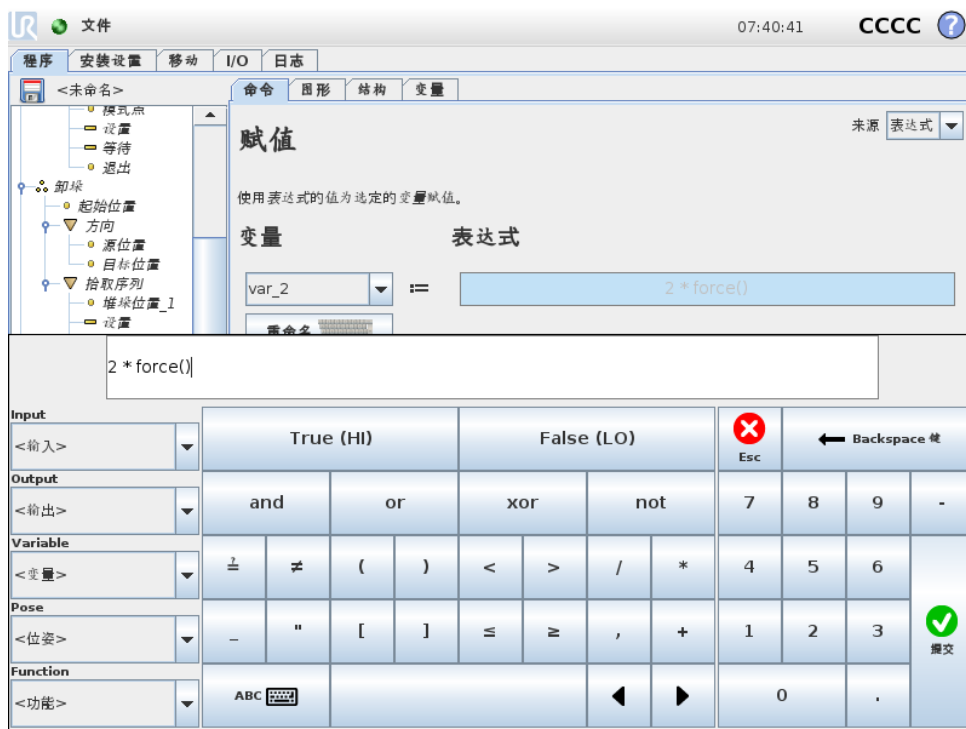 UR 文件 07:40:41 CCCC ?
程序 安装设置 移动 I/O 日志
<未命名> 命令 图形 结构 变量
模式点
设置
等待
退出
卸垛
起始位置
方向
源位置
目标位置
拾取序列
堆垛位置_1
设置
赋值 来源 表达式
使用表达式的值为选定的变量赋值。
变量 表达式
var_2 := 2 * force()
重命名
2 * force()
Input
<输入> True (HI) False (LO) Esc Backspace 键
Output
<输出> and or xor not 7 8 9 -
Variable
<变量> ≟ ≠ ( ) < > / * 4 5 6
Pose
<位姿> _ " [ ] ≤ ≥ , + 1 2 3 提交
Function
<功能> ABC 0 .